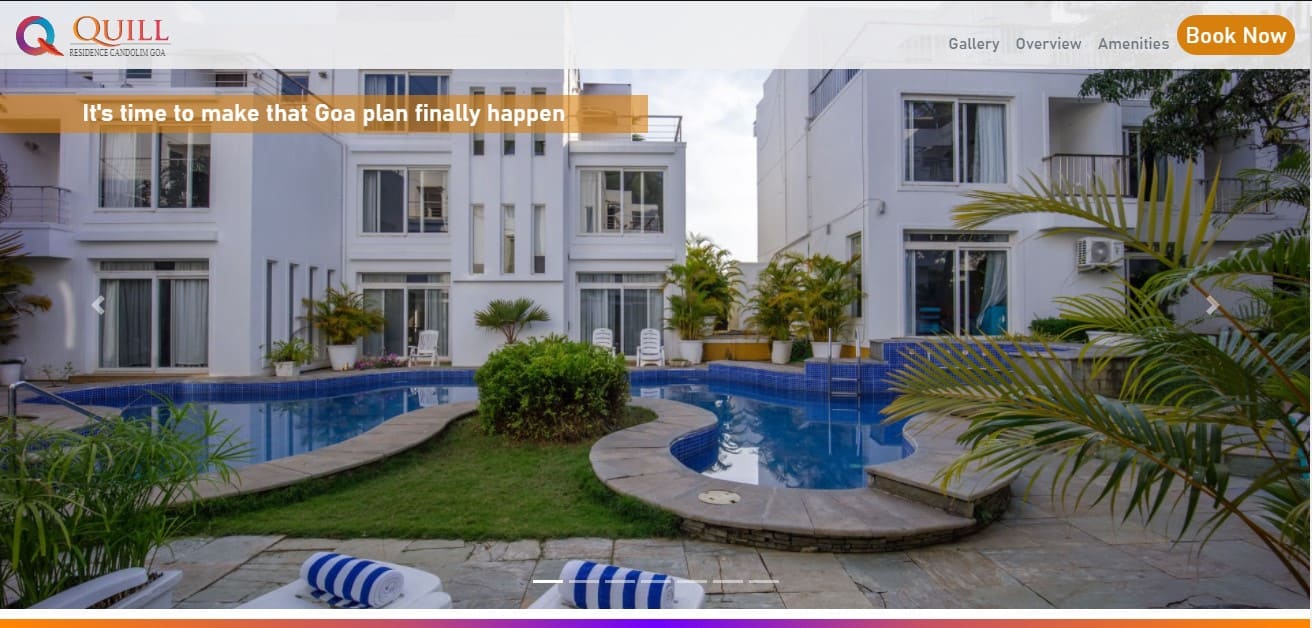 QUILL
RESIDENCE CANDOLIM GOA
Gallery
Overview
Amenities
Book Now
It's time to make that Goa plan finally happen